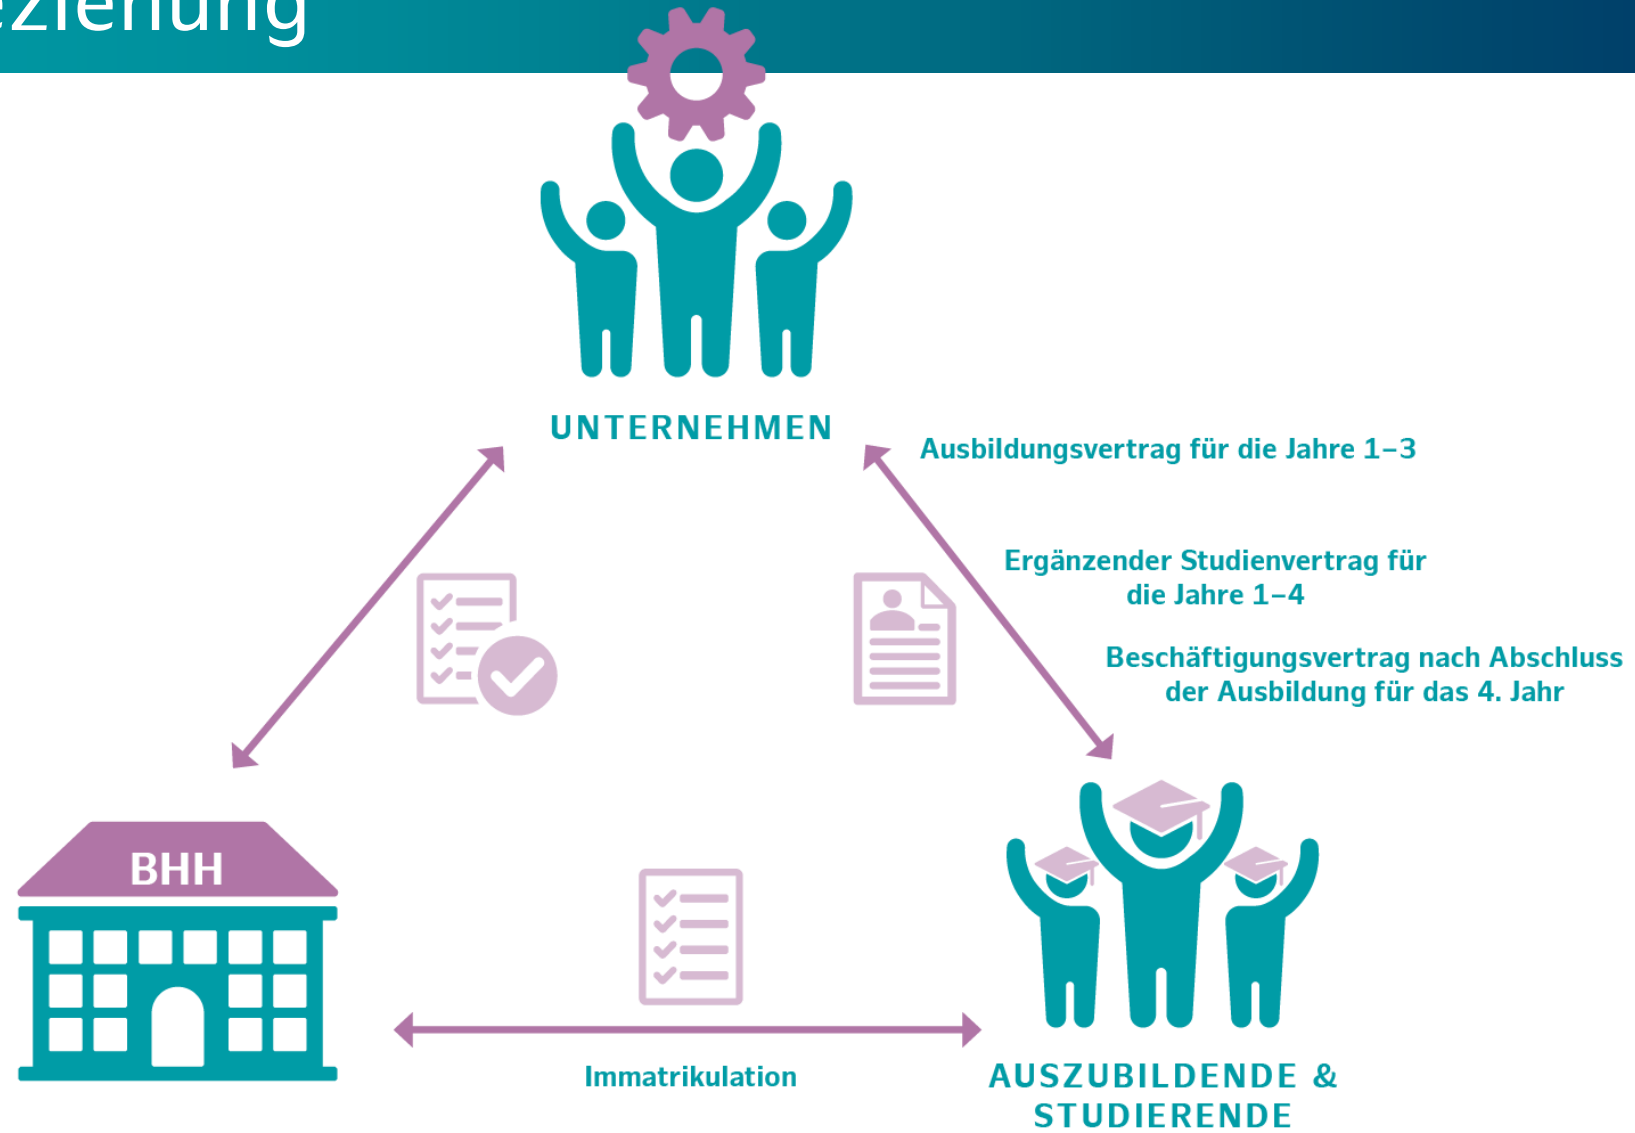 UNTERNEHMEN
Ausbildungsvertrag für die Jahre 1–3
Ergänzender Studienvertrag für
die Jahre 1–4
Beschäftigungsvertrag nach Abschluss
der Ausbildung für das 4. Jahr
BHH
Immatrikulation
AUSZUBILDENDE &
STUDIERENDE